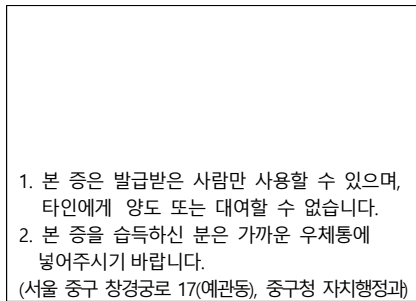 1. 본 증은 발급받은 사람만 사용할 수 있으며,
타인에게 양도 또는 대여할 수 없습니다.
2. 본 증을 습득하신 분은 가까운 우체통에
넣어주시기 바랍니다.
(서울 중구 창경궁로 17(예관동), 중구청 자치행정과)